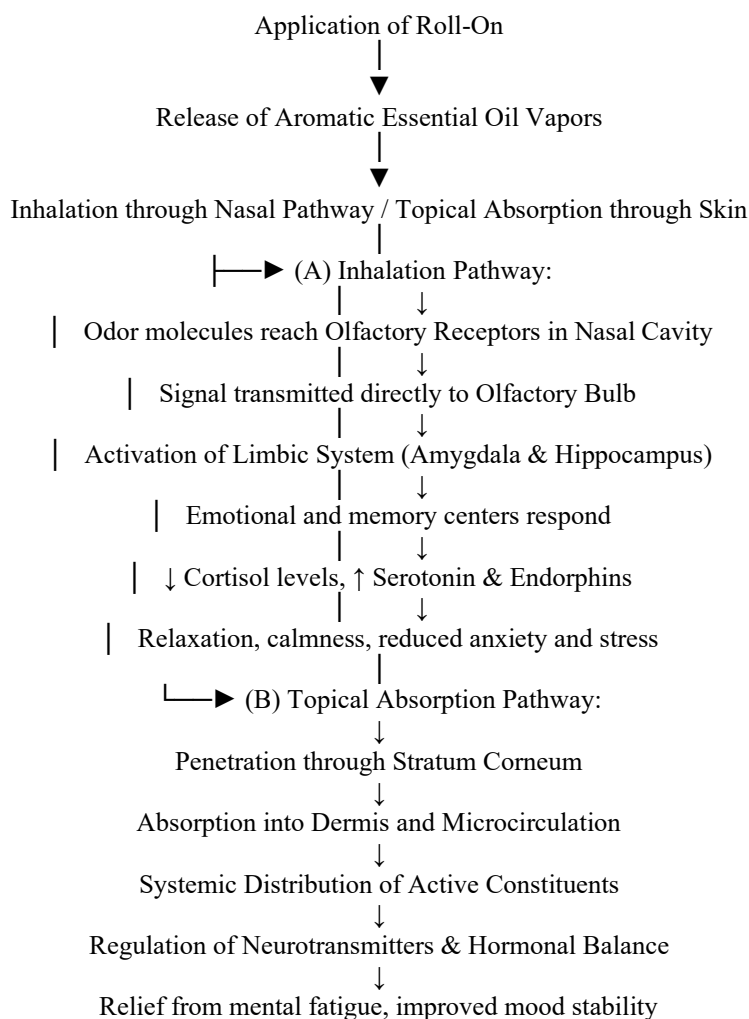 Application of Roll-On
│
▼
Release of Aromatic Essential Oil Vapors
│
▼
Inhalation through Nasal Pathway / Topical Absorption through Skin
│
├──► (A) Inhalation Pathway:
│ ↓
│ Odor molecules reach Olfactory Receptors in Nasal Cavity
│ ↓
│ Signal transmitted directly to Olfactory Bulb
│ ↓
│ Activation of Limbic System (Amygdala & Hippocampus)
│ ↓
│ Emotional and memory centers respond
│ ↓
│ ↓ Cortisol levels, ↑ Serotonin & Endorphins
│ ↓
│ Relaxation, calmness, reduced anxiety and stress
│
└──► (B) Topical Absorption Pathway:
↓
Penetration through Stratum Corneum
↓
Absorption into Dermis and Microcirculation
↓
Systemic Distribution of Active Constituents
↓
Regulation of Neurotransmitters & Hormonal Balance
↓
Relief from mental fatigue, improved mood stability